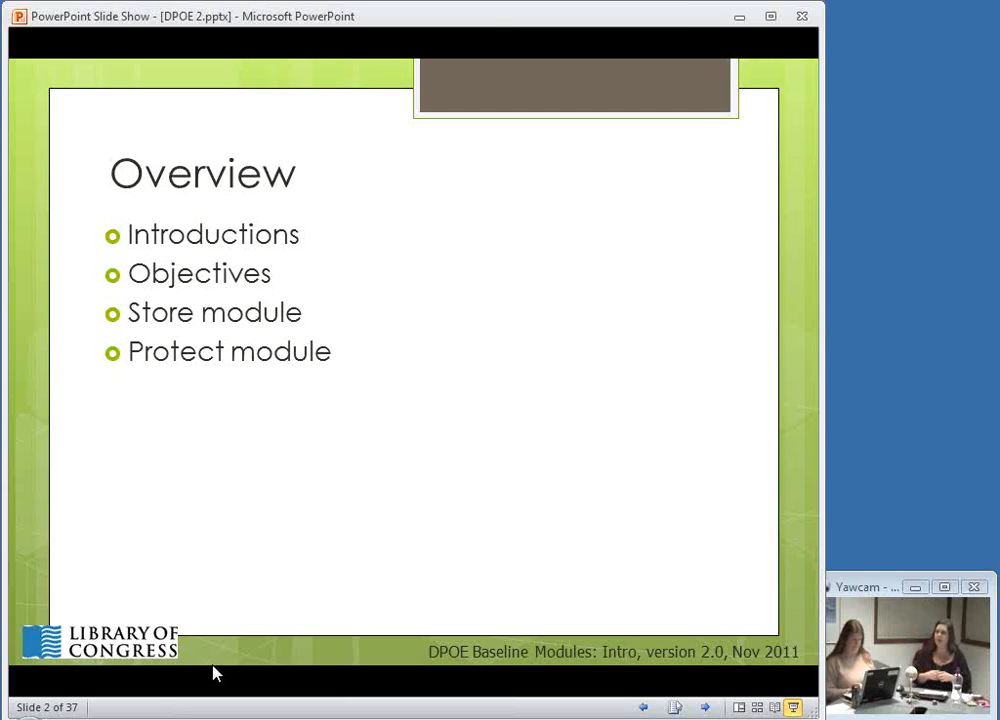 PowerPoint Slide Show - [DPOE 2.pptx] - Microsoft PowerPoint
Overview
Introductions
Objectives
Store module
Protect module
LIBRARY OF
CONGRESS
DPOE Baseline Modules: Intro, version 2.0, Nov 2011
Yawcam - ...
Slide 2 of 37